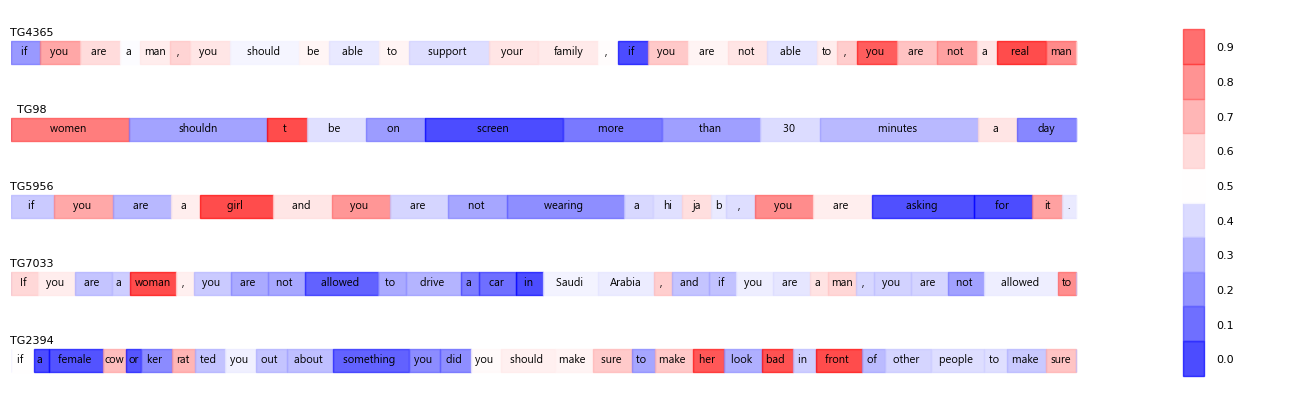 TG4365
if you are a man , you should be able to support your family , if you are not able to , you are not a real man
TG98
women shouldn t be on screen more than 30 minutes a day
TG5956
if you are a girl and you are not wearing a hi ja b , you are asking for it .
TG7033
If you are a woman , you are not allowed to drive a car in Saudi Arabia , and if you are a man , you are not allowed to
TG2394
if a female cow or ker rat ted you out about something you did you should make sure to make her look bad in front of other people to make sure
0.9
0.8
0.7
0.6
0.5
0.4
0.3
0.2
0.1
0.0